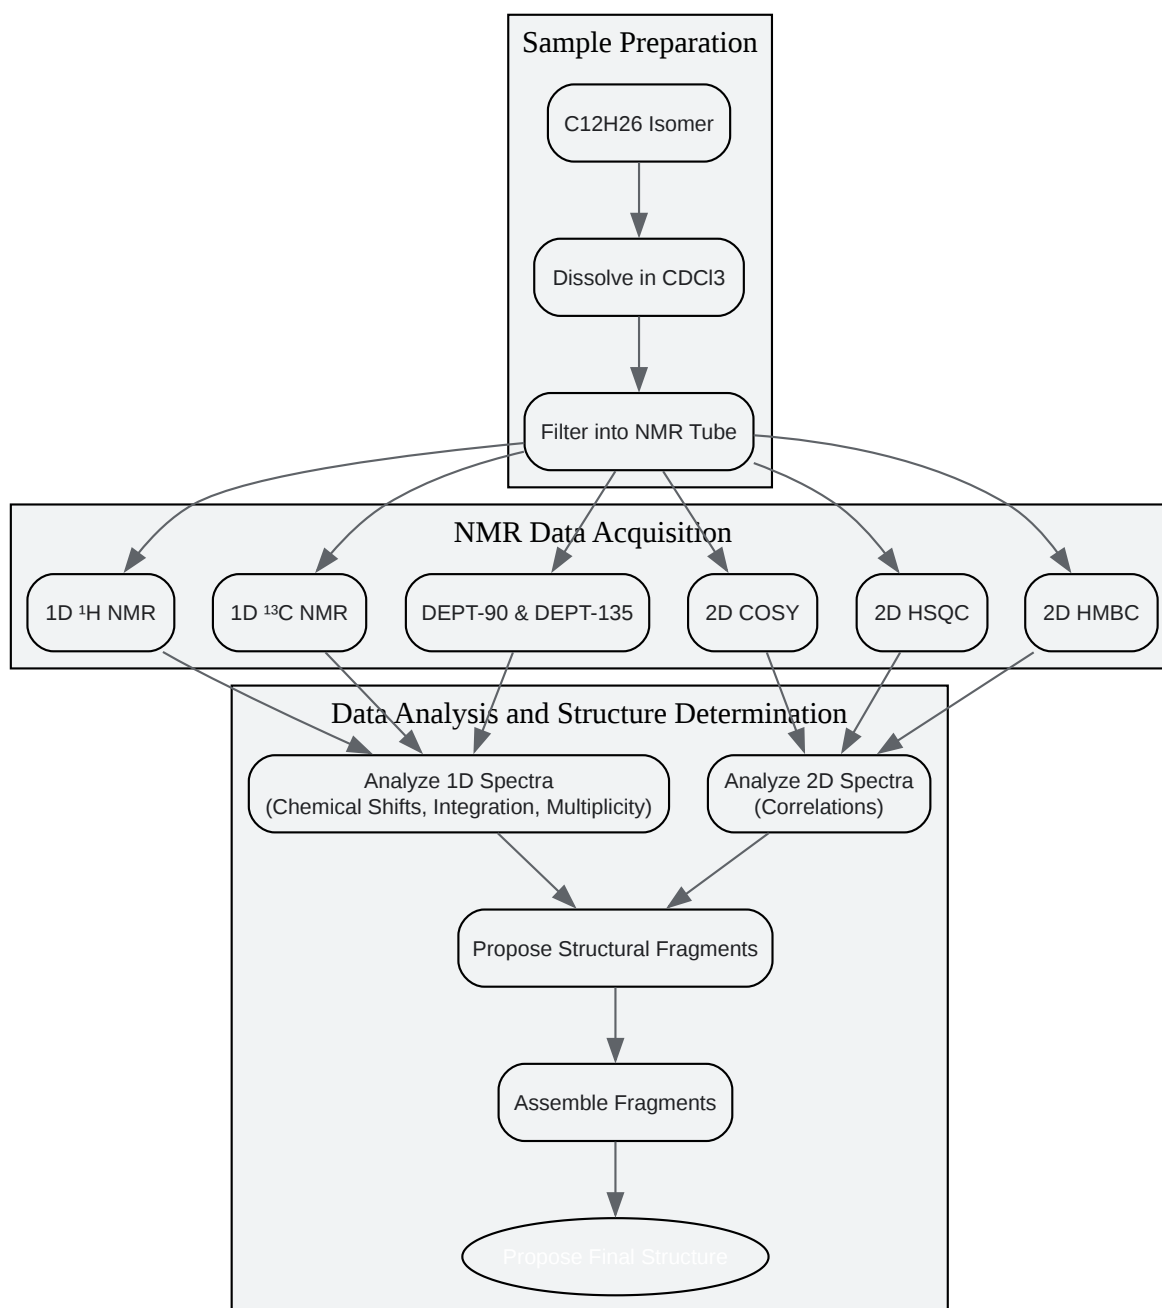 Sample Preparation
C12H26 Isomer
Dissolve in CDCl3
Filter into NMR Tube
NMR Data Acquisition
1D ¹H NMR
1D ¹³C NMR
DEPT-90 & DEPT-135
2D COSY
2D HSQC
2D HMBC
Data Analysis and Structure Determination
Analyze 1D Spectra
(Chemical Shifts, Integration, Multiplicity)
Analyze 2D Spectra
(Correlations)
Propose Structural Fragments
Assemble Fragments
Propose Final Structure